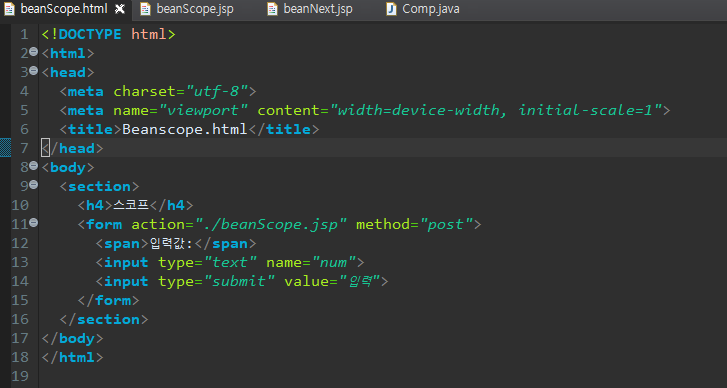 beanScope.html beanScope.jsp beanNext.jsp Comp.java
1 <!DOCTYPE html>
2 <html>
3 <head>
4 <meta charset="utf-8">
5 <meta name="viewport" content="width=device-width, initial-scale=1">
6 <title>Beanscope.html</title>
7 </head>
8 <body>
9 <section>
10 <h4>스코프</h4>
11 <form action="./beanScope.jsp" method="post">
12 <span>입력값:</span>
13 <input type="text" name="num">
14 <input type="submit" value="입력">
15 </form>
16 </section>
17 </body>
18 </html>
19